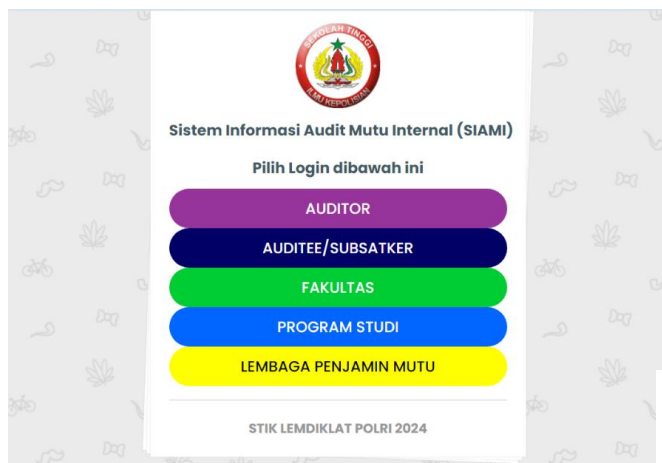 SEKOLAH TINGGI
ILMU KEPOLISIAN
Sistem Informasi Audit Mutu Internal (SIAMI)
Pilih Login dibawah ini
AUDITOR
AUDITEE/SUBSATKER
FAKULTAS
PROGRAM STUDI
LEMBAGA PENJAMIN MUTU
STIK LEMDIKLAT POLRI 2024